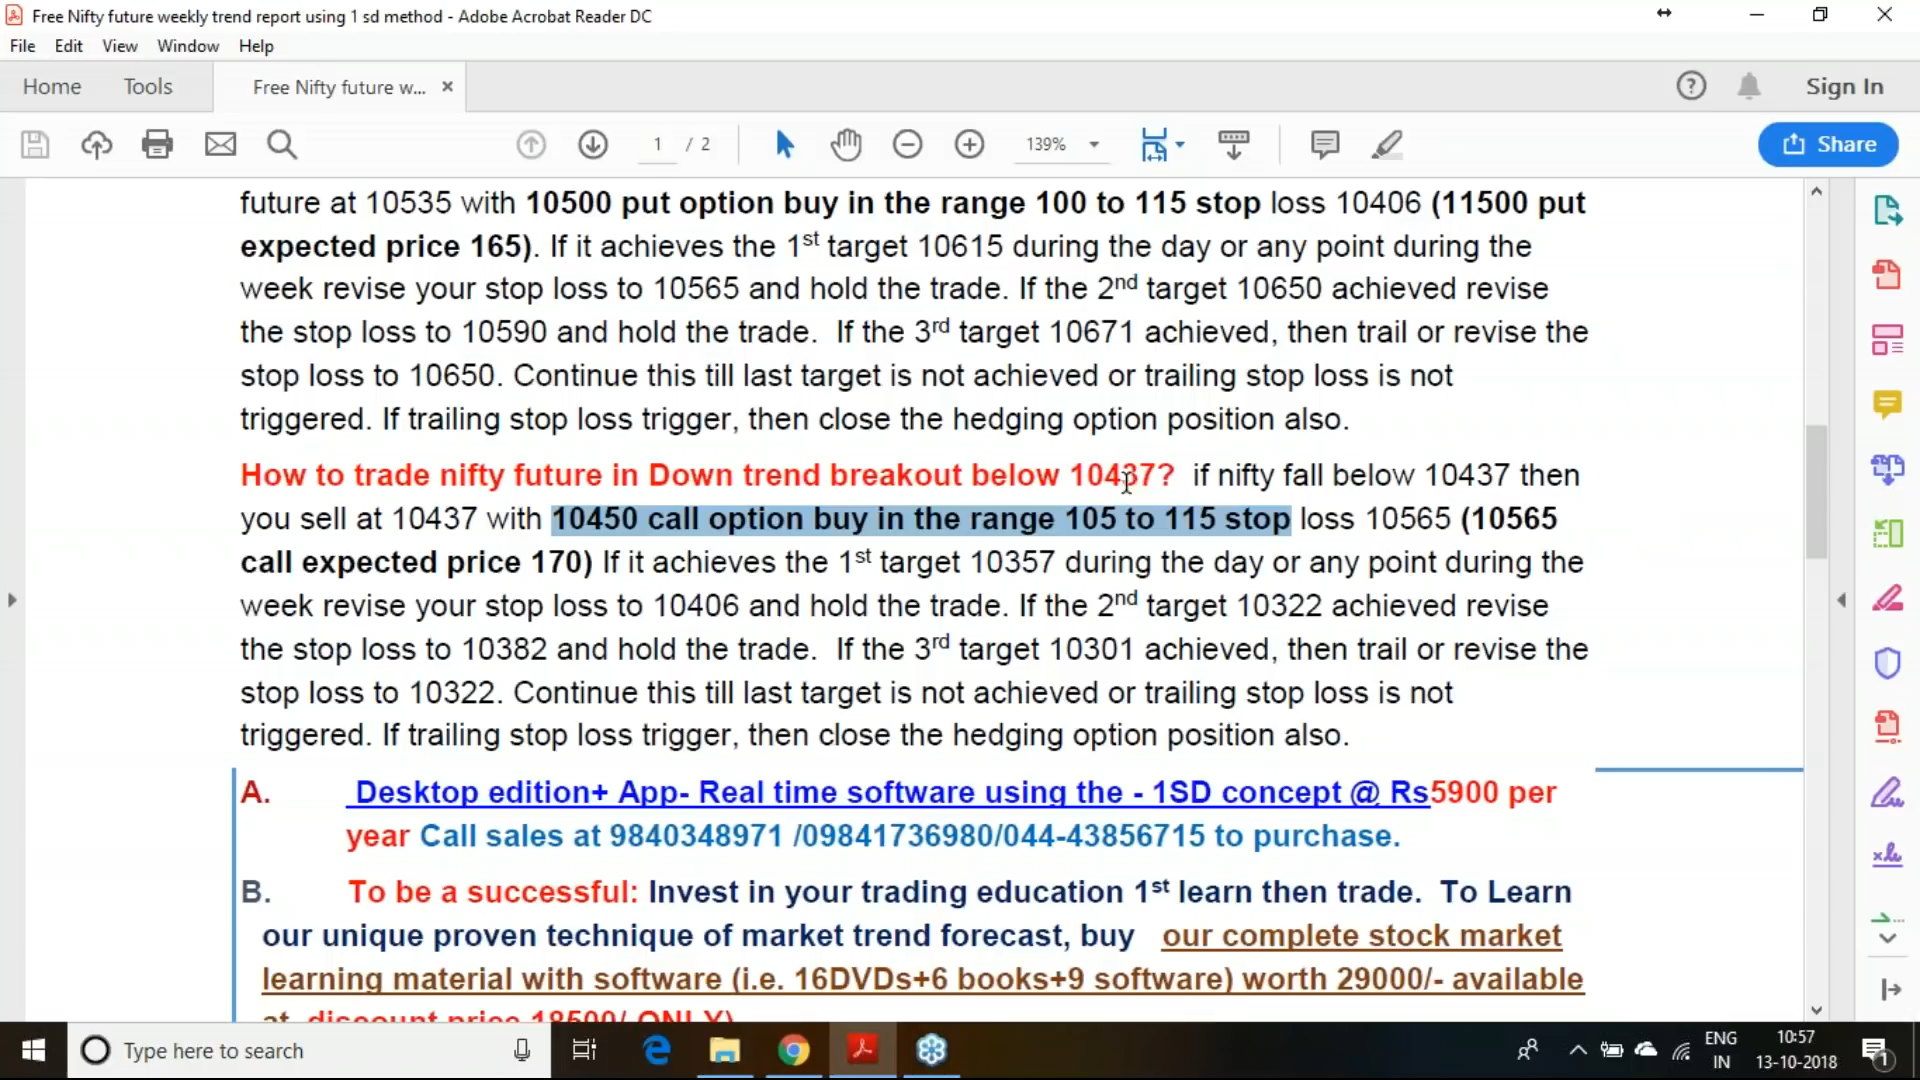 Free Nifty future weekly trend report using 1 sd method - Adobe Acrobat Reader DC
File Edit View Window Help
Home Tools Free Nifty future w... × Sign In
1 / 2 139% Share
future at 10535 with 10500 put option buy in the range 100 to 115 stop loss 10406 (11500 put
expected price 165). If it achieves the 1st target 10615 during the day or any point during the
week revise your stop loss to 10565 and hold the trade. If the 2nd target 10650 achieved revise
the stop loss to 10590 and hold the trade. If the 3rd target 10671 achieved, then trail or revise the
stop loss to 10650. Continue this till last target is not achieved or trailing stop loss is not
triggered. If trailing stop loss trigger, then close the hedging option position also.
How to trade nifty future in Down trend breakout below 10437? if nifty fall below 10437 then
you sell at 10437 with 10450 call option buy in the range 105 to 115 stop loss 10565 (10565
call expected price 170) If it achieves the 1st target 10357 during the day or any point during the
week revise your stop loss to 10406 and hold the trade. If the 2nd target 10322 achieved revise
the stop loss to 10382 and hold the trade. If the 3rd target 10301 achieved, then trail or revise the
stop loss to 10322. Continue this till last target is not achieved or trailing stop loss is not
triggered. If trailing stop loss trigger, then close the hedging option position also.
A. Desktop edition+ App- Real time software using the - 1SD concept @ Rs5900 per
year Call sales at 9840348971 /09841736980/044-43856715 to purchase.
B. To be a successful: Invest in your trading education 1st learn then trade. To Learn
our unique proven technique of market trend forecast, buy our complete stock market
learning material with software (i.e. 16DVDs+6 books+9 software) worth 29000/- available
at discount price 18500/ ONLY)
Type here to search
ENG 10:57
IN 13-10-2018 1